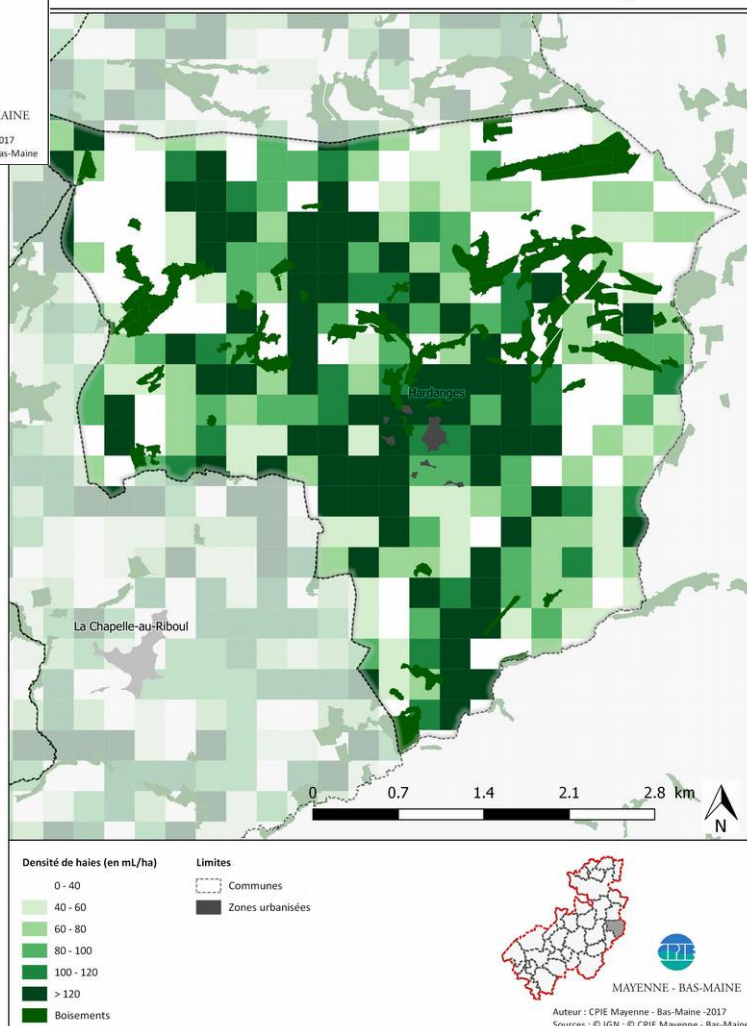 AINE
2017
as-Maine
Hardanges
La Chapelle-au-Riboul
0 0.7 1.4 2.1 2.8 km
N
Densité de haies (en mL/ha)
0 - 40
40 - 60
60 - 80
80 - 100
100 - 120
> 120
Boisements
Limites
Communes
Zones urbanisées
CPIE
MAYENNE - BAS-MAINE
Auteur : CPIE Mayenne - Bas-Maine -2017
Sources : © IGN ; © CPIE Mayenne - Bas-Maine